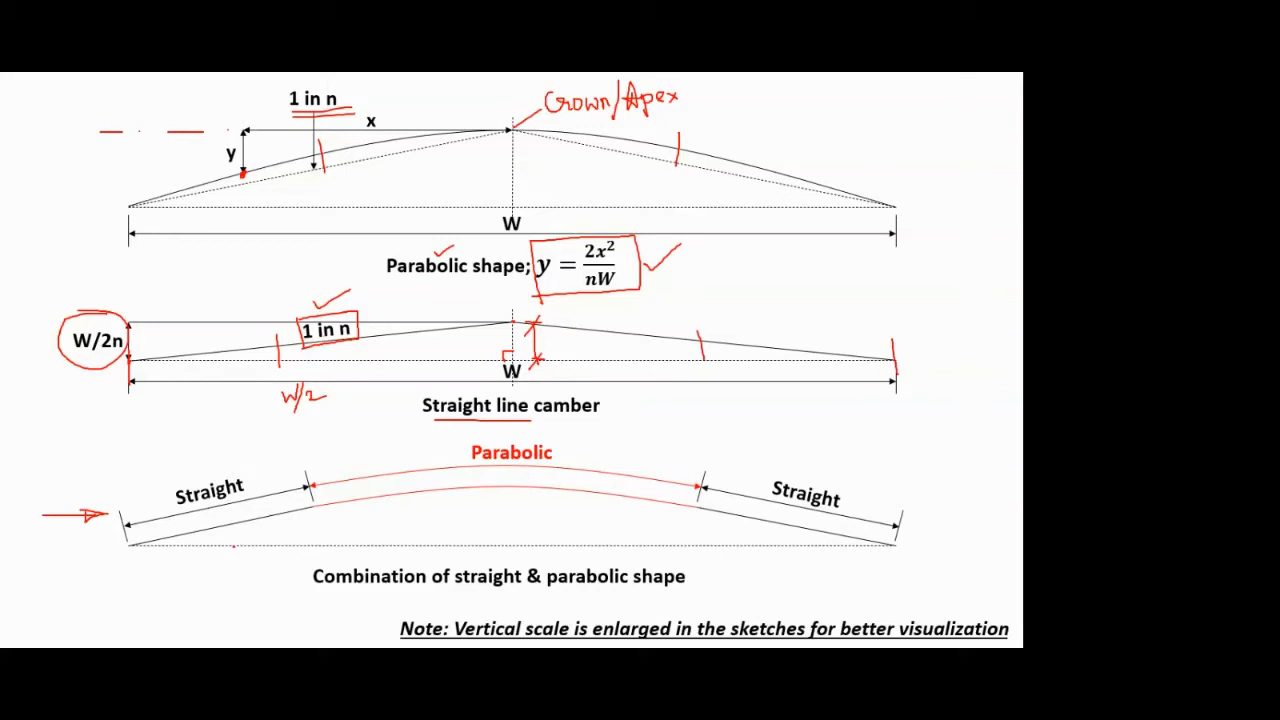 Crown/Apex
1 in n
x
y
W
Parabolic shape; y = 2x²/nW
W/2n
1 in n
W
W/2
Straight line camber
Parabolic
Straight
Straight
Combination of straight & parabolic shape
Note: Vertical scale is enlarged in the sketches for better visualization